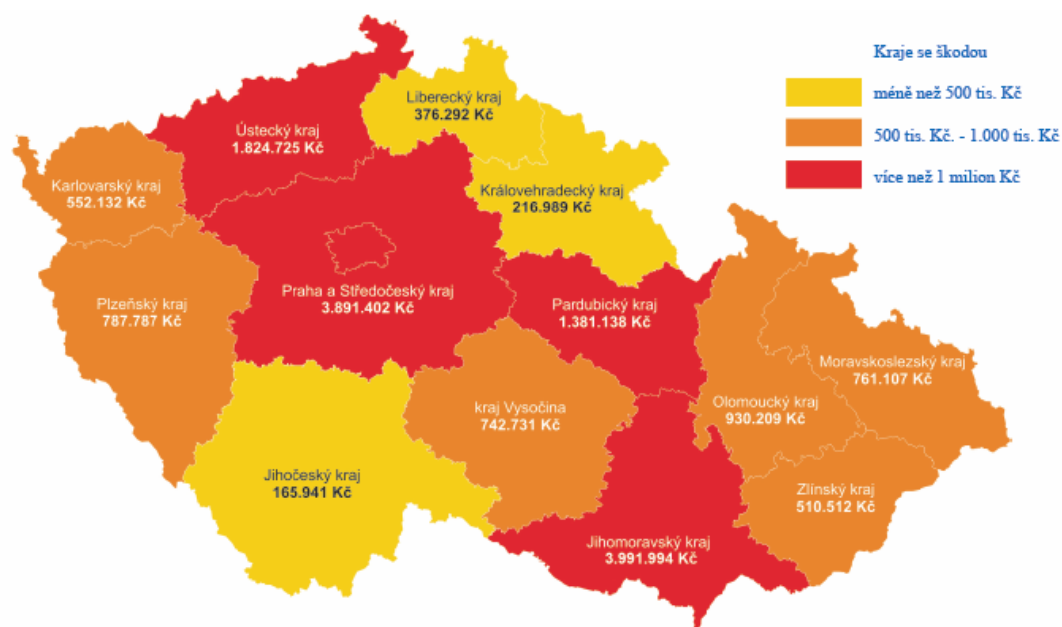 Kraje se škodou
méně než 500 tis. Kč
500 tis. Kč. - 1.000 tis. Kč
více než 1 milion Kč
Liberecký kraj
376.292 Kč
Ústecký kraj
1.824.725 Kč
Karlovarský kraj
552.132 Kč
Královehradecký kraj
216.989 Kč
Plzeňský kraj
787.787 Kč
Praha a Středočeský kraj
3.891.402 Kč
Pardubický kraj
1.381.138 Kč
Moravskoslezský kraj
761.107 Kč
kraj Vysočina
742.731 Kč
Olomoucký kraj
930.209 Kč
Jihočeský kraj
165.941 Kč
Zlínský kraj
510.512 Kč
Jihomoravský kraj
3.991.994 Kč